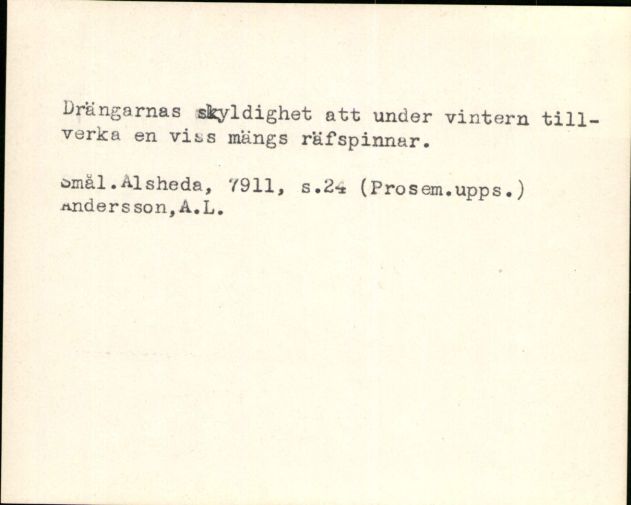 Drängarnas skyldighet att under vintern till-
verka en viss mängs räfspinnar.
Smål.Alsheda, 7911, s.24 (Prosem.upps.)
Andersson,A.L.